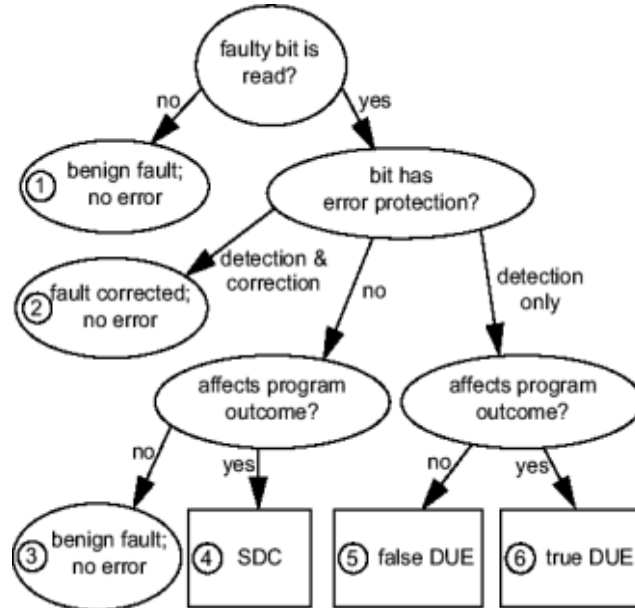 faulty bit is
read?
no
yes
1 benign fault;
no error
bit has
error protection?
detection &
correction
no
detection
only
2 fault corrected;
no error
affects program
outcome?
affects program
outcome?
no
yes
no
yes
3 benign fault;
no error
4 SDC
5 false DUE
6 true DUE